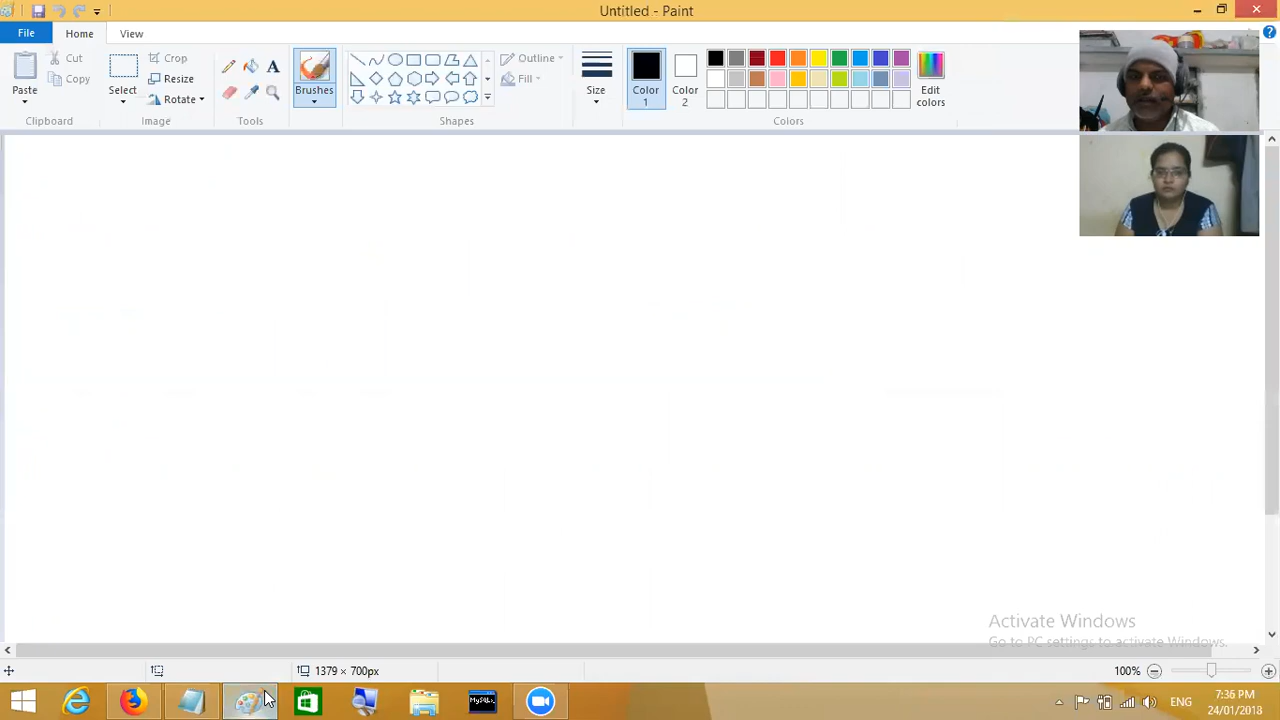 Untitled - Paint
File
Home
View
Paste
Cut
Copy
Clipboard
Select
Crop
Resize
Rotate
Image
Tools
Brushes
Shapes
Outline
Fill
Size
Color 1
Color 2
Colors
Edit colors
Activate Windows
Go to PC settings to activate Windows.
1379 × 700px
100%
MySQL
ENG
7:36 PM
24/01/2018